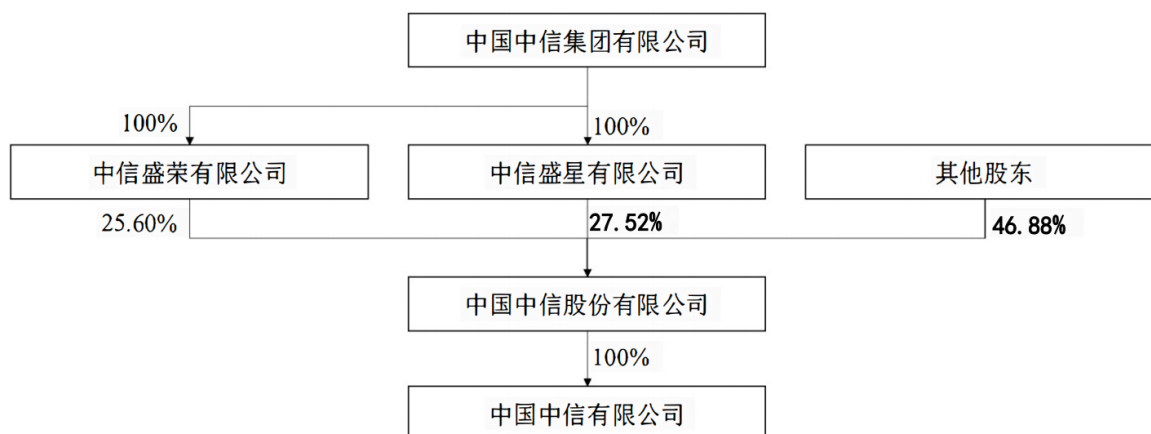 中国中信集团有限公司
100%
100%
中信盛荣有限公司
中信盛星有限公司
其他股东
25.60%
27.52%
46.88%
中国中信股份有限公司
100%
中国中信有限公司